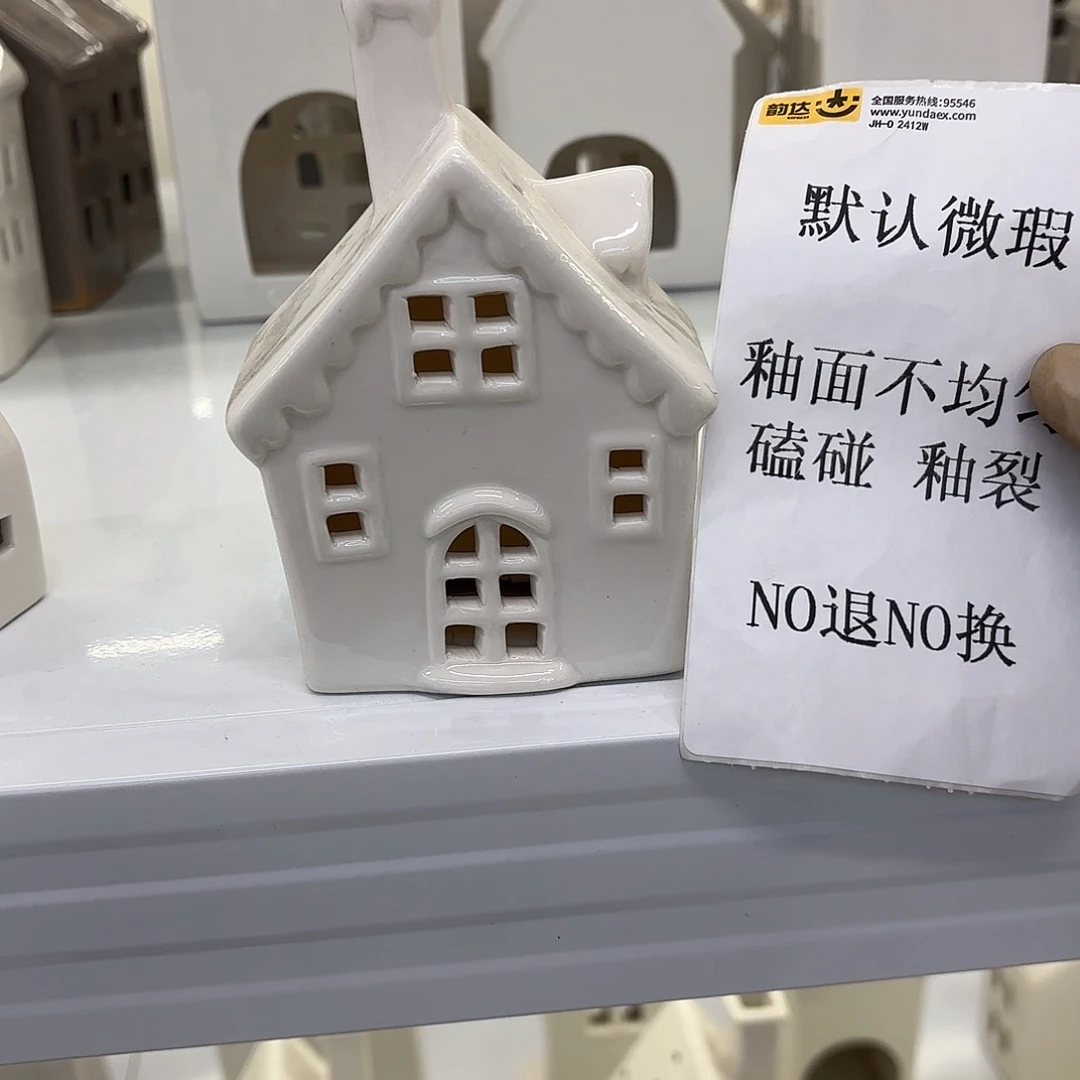 韵达
EXPRESS
全国服务热线:95546
www.yundaex.com
JH-0 2412W
默认微瑕
釉面不均
磕碰 釉裂
NO退NO换